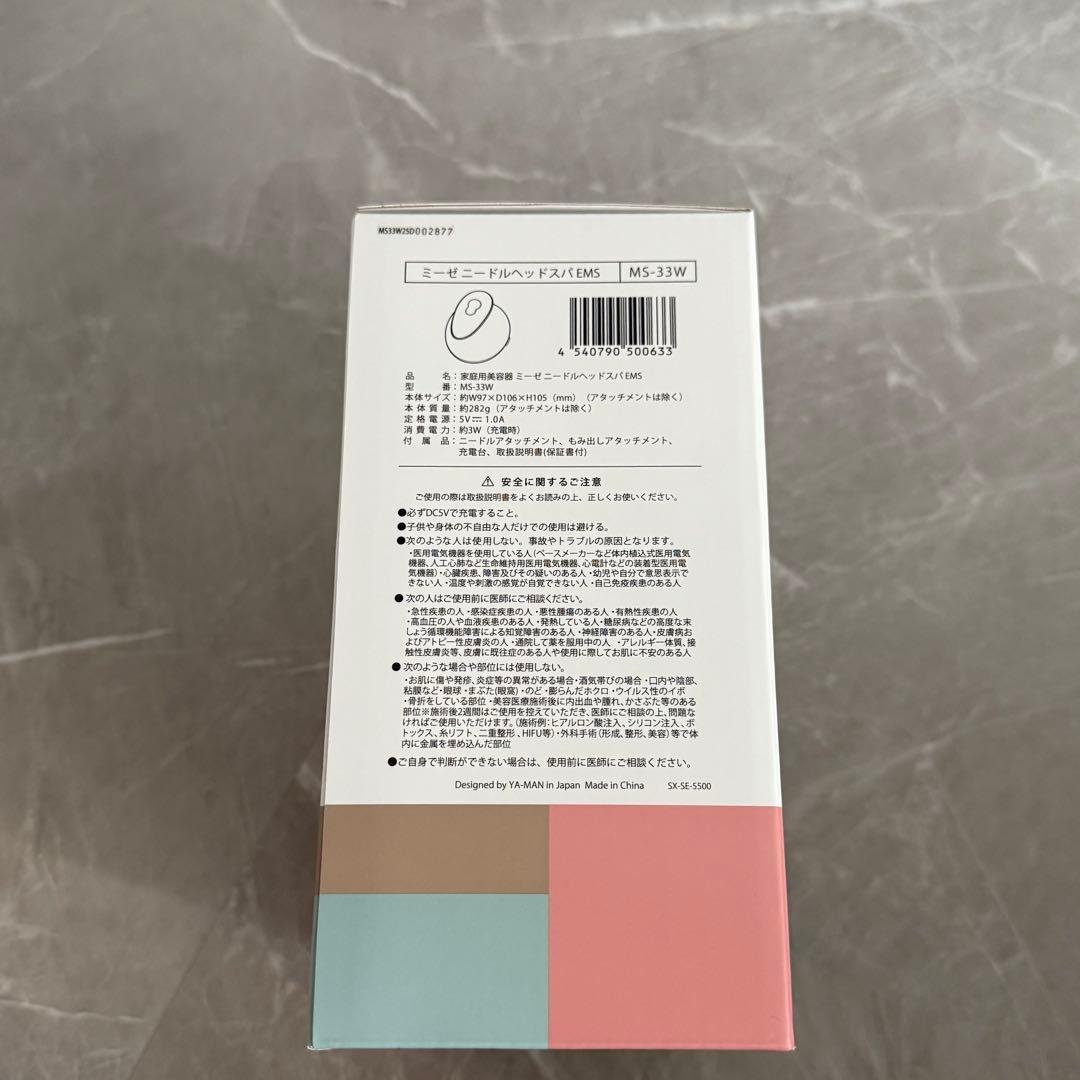 MS33W25D002877
ミーゼ ニードルヘッドスパ EMS MS-33W
4 540790 500633
品名：家庭用美容器 ミーゼ ニードルヘッドスパ EMS
型番：MS-33W
本体サイズ：約W97×D106×H105（mm）（アタッチメントは除く）
本体質量：約282g（アタッチメントは除く）
定格電源：5V⎓1.0A
消費電力：約3W（充電時）
付属品：ニードルアタッチメント、もみ出しアタッチメント、
充電台、取扱説明書(保証書付)
⚠ 安全に関するご注意
ご使用の際は取扱説明書をよくお読みの上、正しくお使いください。
●必ずDC5Vで充電すること。
●子供や身体の不自由な人だけでの使用は避ける。
●次のような人は使用しない。事故やトラブルの原因となります。
・医用電気機器を使用している人（ペースメーカーなど体内植込式医用電気
機器、人工心肺など生命維持用医用電気機器、心電計などの装着型医用電
気機器）・心臓疾患、障害及びその疑いのある人・幼児や自分で意思表示で
きない人・温度や刺激の感覚が自覚できない人・自己免疫疾患のある人
●次の人はご使用前に医師にご相談ください。
・急性疾患の人・感染症疾患の人・悪性腫瘍のある人・有熱性疾患の人
・高血圧の人や血液疾患のある人・発熱している人・糖尿病などの高度な末
しょう循環機能障害による知覚障害のある人・神経障害のある人・皮膚病お
よびアトピー性皮膚炎の人・通院して薬を服用中の人 ・アレルギー体質、接
触性皮膚炎等、皮膚に既往症のある人や使用に際してお肌に不安のある人
●次のような場合や部位には使用しない。
・お肌に傷や発疹、炎症等の異常がある場合・酒気帯びの場合・口内や陰部、
粘膜など・眼球・まぶた(眼窩)・のど・膨らんだホクロ・ウイルス性のイボ
・骨折をしている部位・美容医療施術後に内出血や腫れ、かさぶた等のある
部位※施術後2週間はご使用を控えていただき、医師にご相談の上、問題な
ければご使用いただけます。（施術例：ヒアルロン酸注入、シリコン注入、ボ
トックス、糸リフト、二重整形、HIFU等）・外科手術（形成、整形、美容）等で体
内に金属を埋め込んだ部位
●ご自身で判断ができない場合は、使用前に医師にご相談ください。
Designed by YA-MAN in Japan Made in China SX-SE-5500